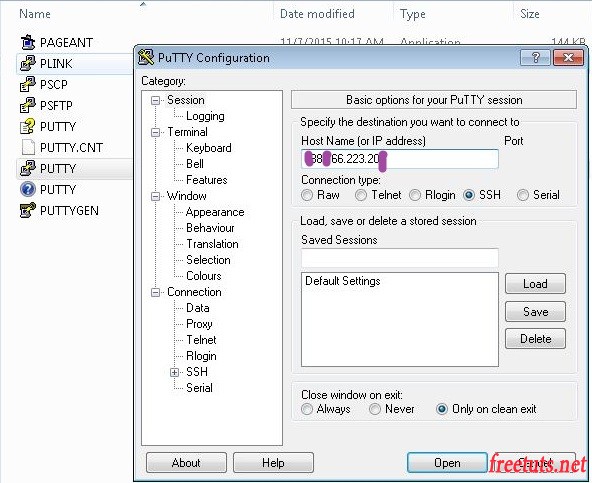 Name Date modified Type Size
PAGEANT 11/7/2015 10:17 AM Application 144 KB
PLINK
PSCP
PSFTP
PUTTY
PUTTY.CNT
PUTTY
PUTTY
PUTTYGEN
PuTTY Configuration
Category:
Session
Logging
Terminal
Keyboard
Bell
Features
Window
Appearance
Behaviour
Translation
Selection
Colours
Connection
Data
Proxy
Telnet
Rlogin
SSH
Serial
Basic options for your PuTTY session
Specify the destination you want to connect to
Host Name (or IP address) Port
66.223.20
Connection type:
Raw Telnet Rlogin SSH Serial
Load, save or delete a stored session
Saved Sessions
Default Settings
Load
Save
Delete
Close window on exit:
Always Never Only on clean exit
About Help Open Cancel
freetuts.net